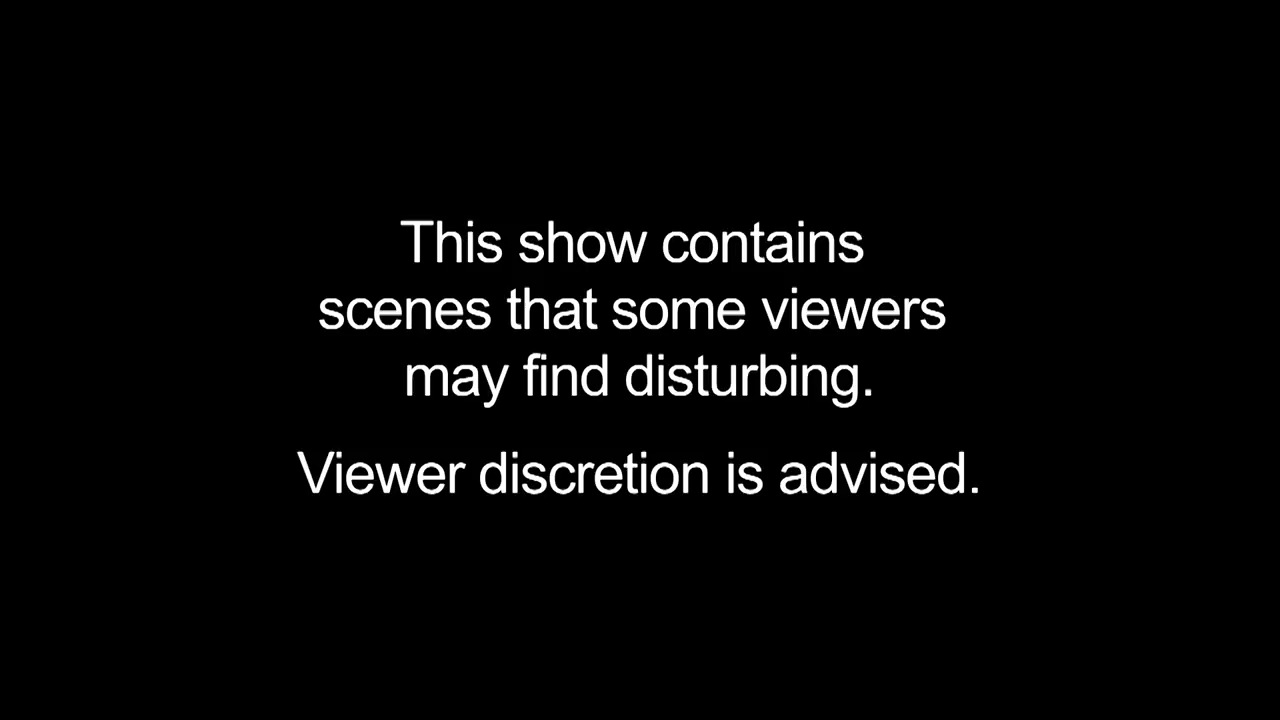 This show contains
scenes that some viewers
may find disturbing.
Viewer discretion is advised.